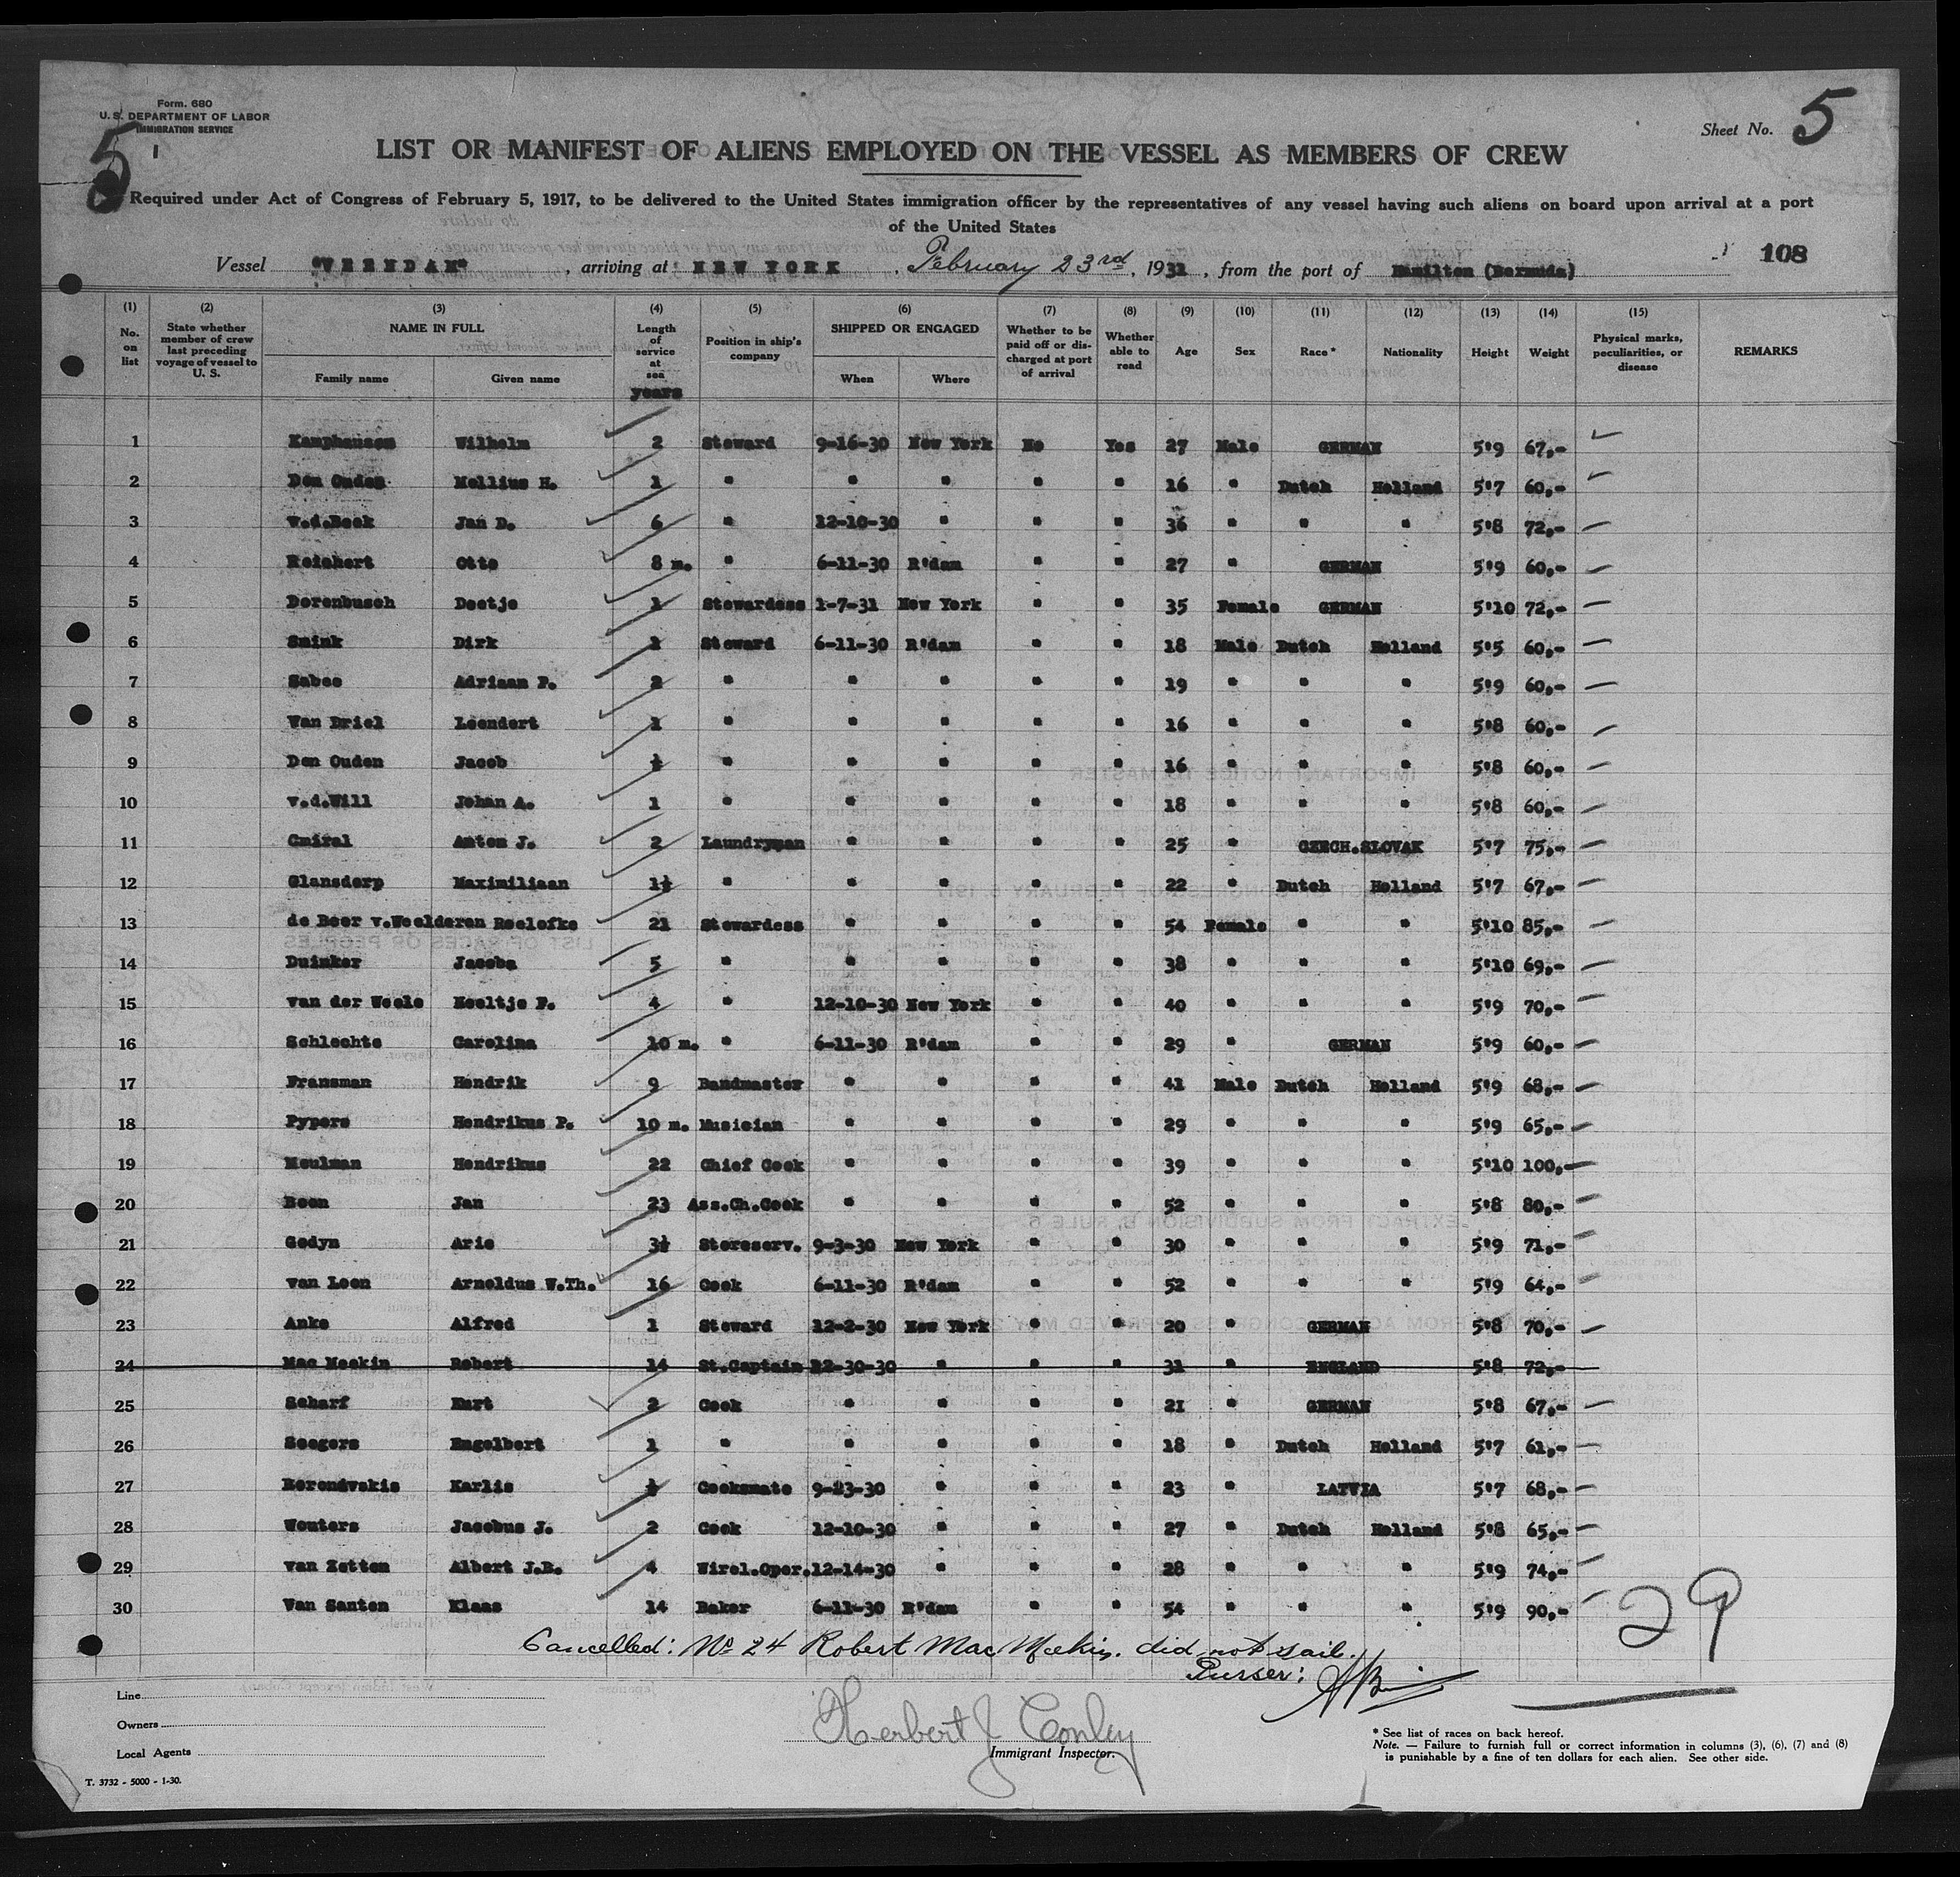 Form. 680
U. S. DEPARTMENT OF LABOR
IMMIGRATION SERVICE
5
Sheet No. 5
LIST OR MANIFEST OF ALIENS EMPLOYED ON THE VESSEL AS MEMBERS OF CREW
Required under Act of Congress of February 5, 1917, to be delivered to the United States immigration officer by the representatives of any vessel having such aliens on board upon arrival at a port
of the United States
Vessel "VEENDAM", arriving at NEW YORK, February 23rd, 1931, from the port of Hamilton (Bermuda) 108
(1) (2) (3) (4) (5) (6) (7) (8) (9) (10) (11) (12) (13) (14) (15)
No. on list State whether member of crew last preceding voyage of vessel to U. S. NAME IN FULL Family name Given name Length of service at sea years Position in ship's company SHIPPED OR ENGAGED When Where Whether to be paid off or discharged at port of arrival Whether able to read Age Sex Race* Nationality Height Weight Physical marks, peculiarities, or disease REMARKS
1 Kamphausen Wilhelm 2 Steward 9-16-30 New York No Yes 27 Male GERMAN 5'9 67,-
2 Den Ouden Mellius H. 1 " " " " " 16 " Dutch Holland 5'7 60,-
3 v.d.Beek Jan D. 6 " 12-10-30 " " " 36 " " " 5'8 72,-
4 Reichert Otto 8 m. " 6-11-30 R'dam " " 27 " GERMAN 5'9 60,-
5 Dorenbusch Deetje 1 Stewardess 1-7-31 New York " " 35 Female GERMAN 5'10 72,-
6 Smink Dirk 1 Steward 6-11-30 R'dam " " 18 Male Dutch Holland 5'5 60,-
7 Sabee Adriaan P. 2 " " " " " 19 " " " 5'9 60,-
8 Van Driel Leendert 1 " " " " " 16 " " " 5'8 60,-
9 Den Ouden Jacob ½ " " " " " 16 " " " 5'8 60,-
10 v.d.Will Johan A. 1 " " " " " 18 " " " 5'8 60,-
11 Cmiral Anton J. 2 Laundryman " " " " 25 " CZECH.SLOVAK 5'7 75,-
12 Glansdorp Maximiliaan 1½ " " " " " 22 " Dutch Holland 5'7 67,-
13 de Boer v.Weelderen Roelofke 21 Stewardess " " " " 54 Female " " 5'10 85,-
14 Duinker Jacoba 5 " " " " " 38 " " " 5'10 69,-
15 van der Weele Neeltje P. 4 " 12-10-30 New York " " 40 " " " 5'9 70,-
16 Schlechte Carolina 10 m. " 6-11-30 R'dam " " 29 " GERMAN 5'9 60,-
17 Fransman Hendrik 9 Bandmaster " " " " 41 Male Dutch Holland 5'9 68,-
18 Pypers Hendrikus P. 10 m. Musician " " " " 29 " " " 5'9 65,-
19 Meulman Hendrikus 22 Chief Cook " " " " 39 " " " 5'10 100,-
20 Boon Jan 23 Ass.Ch.Cook " " " " 52 " " " 5'8 80,-
21 Gedyn Arie 3½ Storeserv. 9-3-30 New York " " 30 " " " 5'9 71,-
22 van Loon Arnoldus W.Th. 16 Cook 6-11-30 R'dam " " 52 " " " 5'9 64,-
23 Anke Alfred 1 Steward 12-2-30 New York " " 20 " GERMAN 5'8 70,-
24 Mac Meekin Robert 14 St.Captain 12-30-30 " " " 31 " ENGLAND 5'8 72,-
25 Scharf Kurt 2 Cook " " " " 21 " GERMAN 5'8 67,-
26 Seegers Engelbert 1 " " " " " 18 " Dutch Holland 5'7 61,-
27 Karlis ½ Cooksmate 9-23-30 " " " 23 " LATVIA 5'7 68,-
28 Wouters Jacobus J. 2 Cook 12-10-30 " " " 27 " Dutch Holland 5'8 65,-
29 van Zetten Albert J.B. 4 Wirel.Oper. 12-14-30 " " " 28 " " " 5'9 74,-
30 Van Santen Klaas 14 Baker 6-11-30 R'dam " " 54 " " " 5'9 90,-
29
Cancelled: No 24 Robert Mac Meekin. did not sail.
Purser:
Line
Owners
Local Agents
Herbert J Conley
Immigrant Inspector.
* See list of races on back hereof.
Note. — Failure to furnish full or correct information in columns (3), (6), (7) and (8)
is punishable by a fine of ten dollars for each alien. See other side.
T. 3732 - 5000 - 1-30.